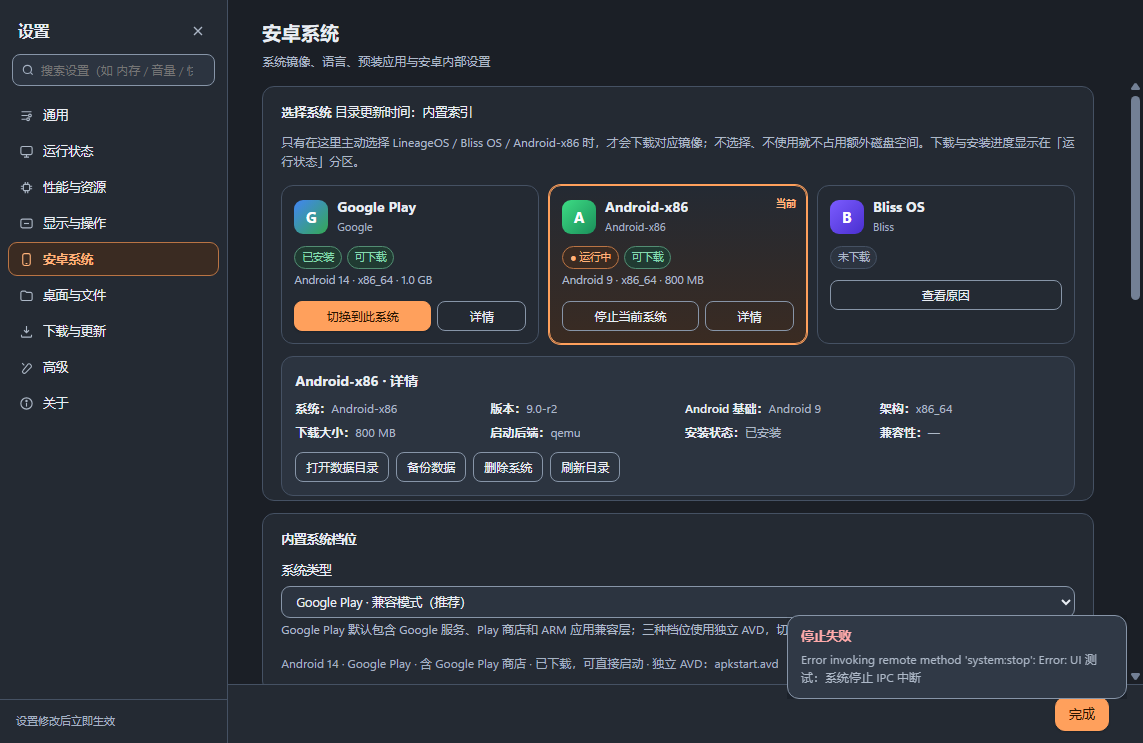 设置
搜索设置（如 内存 / 音量 /
通用
运行状态
性能与资源
显示与操作
安卓系统
桌面与文件
下载与更新
高级
关于
设置修改后立即生效
安卓系统
系统镜像、语言、预装应用与安卓内部设置
选择系统 目录更新时间：内置索引
只有在这里主动选择 LineageOS / Bliss OS / Android-x86 时，才会下载对应镜像；不选择、不使用就不占用额外磁盘空间。下载与安装进度显示在「运
行状态」分区。
G
Google Play
Google
已安装 可下载
Android 14 · x86_64 · 1.0 GB
切换到此系统 详情
A
Android-x86
当前
Android-x86
运行中 可下载
Android 9 · x86_64 · 800 MB
停止当前系统 详情
B
Bliss OS
Bliss
未下载
查看原因
Android-x86 · 详情
系统：Android-x86 版本：9.0-r2 Android 基础：Android 9 架构：x86_64
下载大小：800 MB 启动后端：qemu 安装状态：已安装 兼容性：—
打开数据目录 备份数据 删除系统 刷新目录
内置系统档位
系统类型
Google Play · 兼容模式（推荐）
Google Play 默认包含 Google 服务、Play 商店和 ARM 应用兼容层；三种档位使用独立 AVD，切
Android 14 · Google Play · 含 Google Play 商店 · 已下载，可直接启动 · 独立 AVD：apkstart.avd
停止失败
Error invoking remote method 'system:stop': Error: UI 测
试：系统停止 IPC 中断
完成